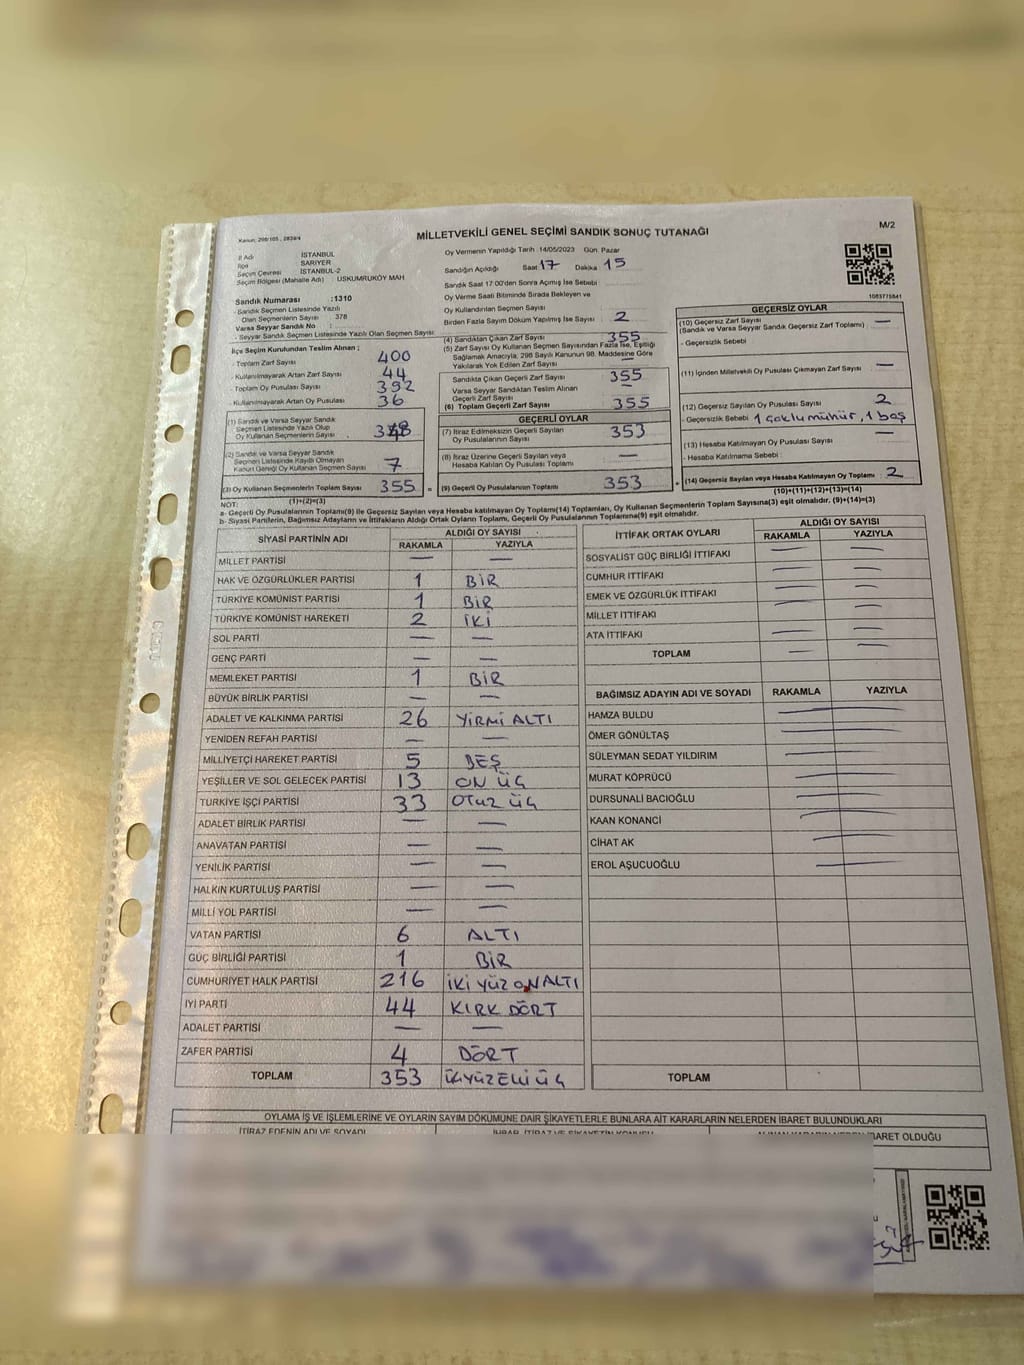 M/2
Kanun: 298/105 , 2839/4
MİLLETVEKİLİ GENEL SEÇİMİ SANDIK SONUÇ TUTANAĞI
1083775841
İl Adı : İSTANBUL
İlçe : SARIYER
Seçim Çevresi : İSTANBUL-2
Seçim Bölgesi (Mahalle Adı) : USKUMRUKÖY MAH
Sandık Numarası :1310
- Sandık Seçmen Listesinde Yazılı
Olan Seçmenlerin Sayısı : 378
Varsa Seyyar Sandık No :
- Seyyar Sandık Seçmen Listesinde Yazılı Olan Seçmen Sayısı
Oy Vermenin Yapıldığı Tarih :14/05/2023 Gün: Pazar
Sandığın Açıldığı Saat 17 Dakika 15
Sandık Saat 17:00'den Sonra Açımış İse Sebebi :
Oy Verme Saati Bitiminde Sırada Bekleyen ve
Oy Kullandırılan Seçmen Sayısı :
Birden Fazla Sayım Döküm Yapılmış İse Sayısı : 2
İlçe Seçim Kurulundan Teslim Alınan ;
- Toplam Zarf Sayısı : 400
- Kullanılmayarak Artan Zarf Sayısı : 44
- Toplam Oy Pusulası Sayısı : 392
- Kullanılmayarak Artan Oy Pusulası : 36
(1) Sandık ve Varsa Seyyar Sandık
Seçmen Listesinde Yazılı Olup
Oy Kullanan Seçmenlerin Sayısı
(2) Sandık ve Varsa Seyyar Sandık
Seçmen Listesinde Kayıtlı Olmayan
Kanun Gereği Oy Kullanan Seçmen Sayısı 7
(3) Oy Kullanan Seçmenlerin Toplam Sayısı 355 =
(1)+(2)=(3)
(4) Sandıktan Çıkan Zarf Sayısı 355
(5) Zarf Sayısı Oy Kullanan Seçmen Sayısından Fazla İse, Eşitliği
Sağlamak Amacıyla, 298 Sayılı Kanunun 98. Maddesine Göre
Yakılarak Yok Edilen Zarf Sayısı : —
Sandıkta Çıkan Geçerli Zarf Sayısı 355
Varsa Seyyar Sandıktan Teslim Alınan
Geçerli Zarf Sayısı —
(6) Toplam Geçerli Zarf Sayısı 355
GEÇERLİ OYLAR
(7) İtiraz Edilmeksizin Geçerli Sayılan
Oy Pusulalarının Sayısı 353
(8) İtiraz Üzerine Geçerli Sayılan veya
Hesaba Katılan Oy Pusulası Toplamı —
(9) Geçerli Oy Pusulalarının Toplamı 353 +
GEÇERSİZ OYLAR
(10) Geçersiz Zarf Sayısı —
(Sandık ve Varsa Seyyar Sandık Geçersiz Zarf Toplamı) :
- Geçersizlik Sebebi
(11) İçinden Milletvekili Oy Pusulası Çıkmayan Zarf Sayısı —
(12) Geçersiz Sayılan Oy Pusulası Sayısı 2
- Geçersizlik Sebebi : 1 çoklu mühür, 1 boş
(13) Hesaba Katılmayan Oy Pusulası Sayısı —
- Hesaba Katılmama Sebebi :
(14) Geçersiz Sayılan veya Hesaba Katılmayan Oy Toplamı : 2
(10)+(11)+(12)+(13)=(14)
NOT:
a- Geçerli Oy Pusulalarının Toplamı(9) ile Geçersiz Sayılan veya Hesaba katılmayan Oy Toplamı(14) Toplamları, Oy Kullanan Seçmenlerin Toplam Sayısına(3) eşit olmalıdır. (9)+(14)=(3)
b- Siyasi Partilerin, Bağımsız Adayların ve İttifakların Aldığı Ortak Oyların Toplamı, Geçerli Oy Pusulalarının Toplamına(9) eşit olmalıdır.
SİYASİ PARTİNİN ADI ALDIĞI OY SAYISI
RAKAMLA YAZIYLA
MİLLET PARTİSİ — —
HAK VE ÖZGÜRLÜKLER PARTİSİ 1 BİR
TÜRKİYE KOMÜNİST PARTİSİ 1 BİR
TÜRKİYE KOMÜNİST HAREKETİ 2 İKİ
SOL PARTİ — —
GENÇ PARTİ — —
MEMLEKET PARTİSİ 1 BİR
BÜYÜK BİRLİK PARTİSİ — —
ADALET VE KALKINMA PARTİSİ 26 YİRMİ ALTI
YENİDEN REFAH PARTİSİ — —
MİLLİYETÇİ HAREKET PARTİSİ 5 BEŞ
YEŞİLLER VE SOL GELECEK PARTİSİ 13 ON ÜÇ
TÜRKİYE İŞÇİ PARTİSİ 33 OTUZ ÜÇ
ADALET BİRLİK PARTİSİ — —
ANAVATAN PARTİSİ — —
YENİLİK PARTİSİ — —
HALKIN KURTULUŞ PARTİSİ — —
MİLLİ YOL PARTİSİ — —
VATAN PARTİSİ 6 ALTI
GÜÇ BİRLİĞİ PARTİSİ 1 BİR
CUMHURİYET HALK PARTİSİ 216 İKİ YÜZ ONALTI
İYİ PARTİ 44 KIRK DÖRT
ADALET PARTİSİ — —
ZAFER PARTİSİ 4 DÖRT
TOPLAM 353 ÜÇYÜZELLİ ÜÇ
İTTİFAK ORTAK OYLARI ALDIĞI OY SAYISI
RAKAMLA YAZIYLA
SOSYALİST GÜÇ BİRLİĞİ İTTİFAKI — —
CUMHUR İTTİFAKI — —
EMEK VE ÖZGÜRLÜK İTTİFAKI — —
MİLLET İTTİFAKI — —
ATA İTTİFAKI — —
TOPLAM — —
BAĞIMSIZ ADAYIN ADI VE SOYADI RAKAMLA YAZIYLA
HAMZA BULDU
ÖMER GÖNÜLTAŞ
SÜLEYMAN SEDAT YILDIRIM
MURAT KÖPRÜCÜ
DURSUNALİ BACIOĞLU
KAAN KONANCİ
CİHAT AK
EROL AŞUCUOĞLU
TOPLAM
OYLAMA İŞ VE İŞLEMLERİNE VE OYLARIN SAYIM DÖKÜMÜNE DAİR ŞİKAYETLERLE BUNLARA AİT KARARLARIN NELERDEN İBARET BULUNDUKLARI
İTİRAZ EDENİN ADI VE SOYADI İHBAR, İTİRAZ VE ŞİKAYETİN KONUSU İBARET OLDUĞU